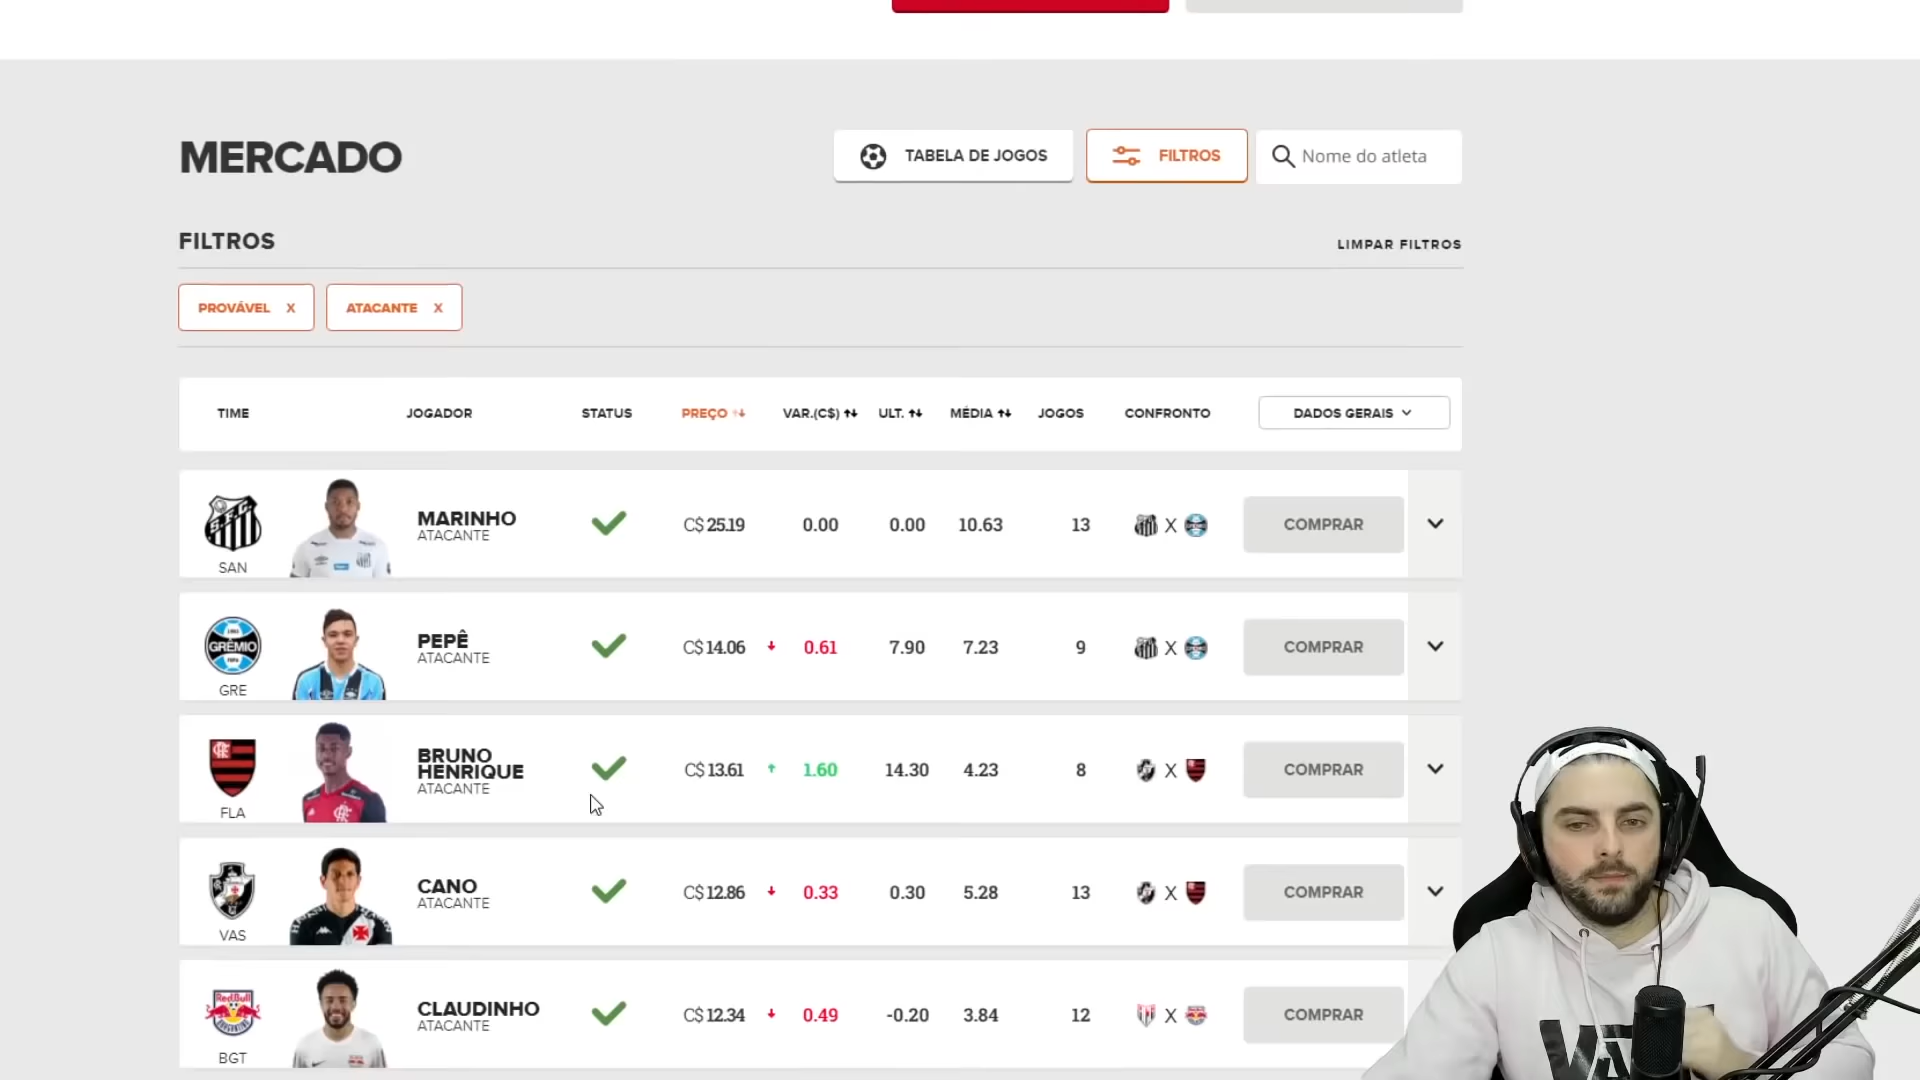 MERCADO
TABELA DE JOGOS
FILTROS
Nome do atleta
FILTROS
LIMPAR FILTROS
PROVÁVEL X
ATACANTE X
TIME JOGADOR STATUS PREÇO VAR.(C$) ULT. MÉDIA JOGOS CONFRONTO DADOS GERAIS
SAN
MARINHO
ATACANTE
C$ 25.19 0.00 0.00 10.63 13 X COMPRAR
GRÊMIO
GRE
PEPÊ
ATACANTE
C$ 14.06 0.61 7.90 7.23 9 X COMPRAR
FLA
BRUNO
HENRIQUE
ATACANTE
C$ 13.61 1.60 14.30 4.23 8 X COMPRAR
VAS
CANO
ATACANTE
C$ 12.86 0.33 0.30 5.28 13 X COMPRAR
RedBull
BGT
CLAUDINHO
ATACANTE
C$ 12.34 0.49 -0.20 3.84 12 X COMPRAR